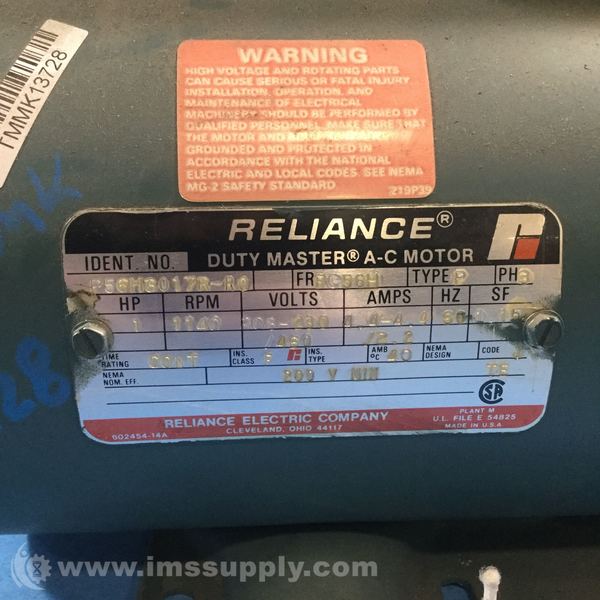 TMMK13728
WARNING
HIGH VOLTAGE AND ROTATING PARTS
CAN CAUSE SERIOUS OR FATAL INJURY.
INSTALLATION, OPERATION, AND
MAINTENANCE OF ELECTRICAL
MACHINERY SHOULD BE PERFORMED BY
QUALIFIED PERSONNEL. MAKE SURE THAT
THE MOTOR AND
GROUNDED AND PROTECTED IN
ACCORDANCE WITH THE NATIONAL
ELECTRIC AND LOCAL CODES. SEE NEMA
MG-2 SAFETY STANDARD 219P39
RELIANCE®
DUTY MASTER® A-C MOTOR
IDENT. NO. FR TYPE P PH 3
HP RPM VOLTS AMPS HZ SF
1 1140 60
/460
TIME RATING CONT INS. CLASS F INS. TYPE AMB °C 40 NEMA DESIGN CODE
NEMA NOM. EFF. 200 V MIN
RELIANCE ELECTRIC COMPANY
CLEVELAND, OHIO 44117
602454-14A
PLANT M
U.L. FILE E 54825
MADE IN U.S.A
© www.imssupply.com